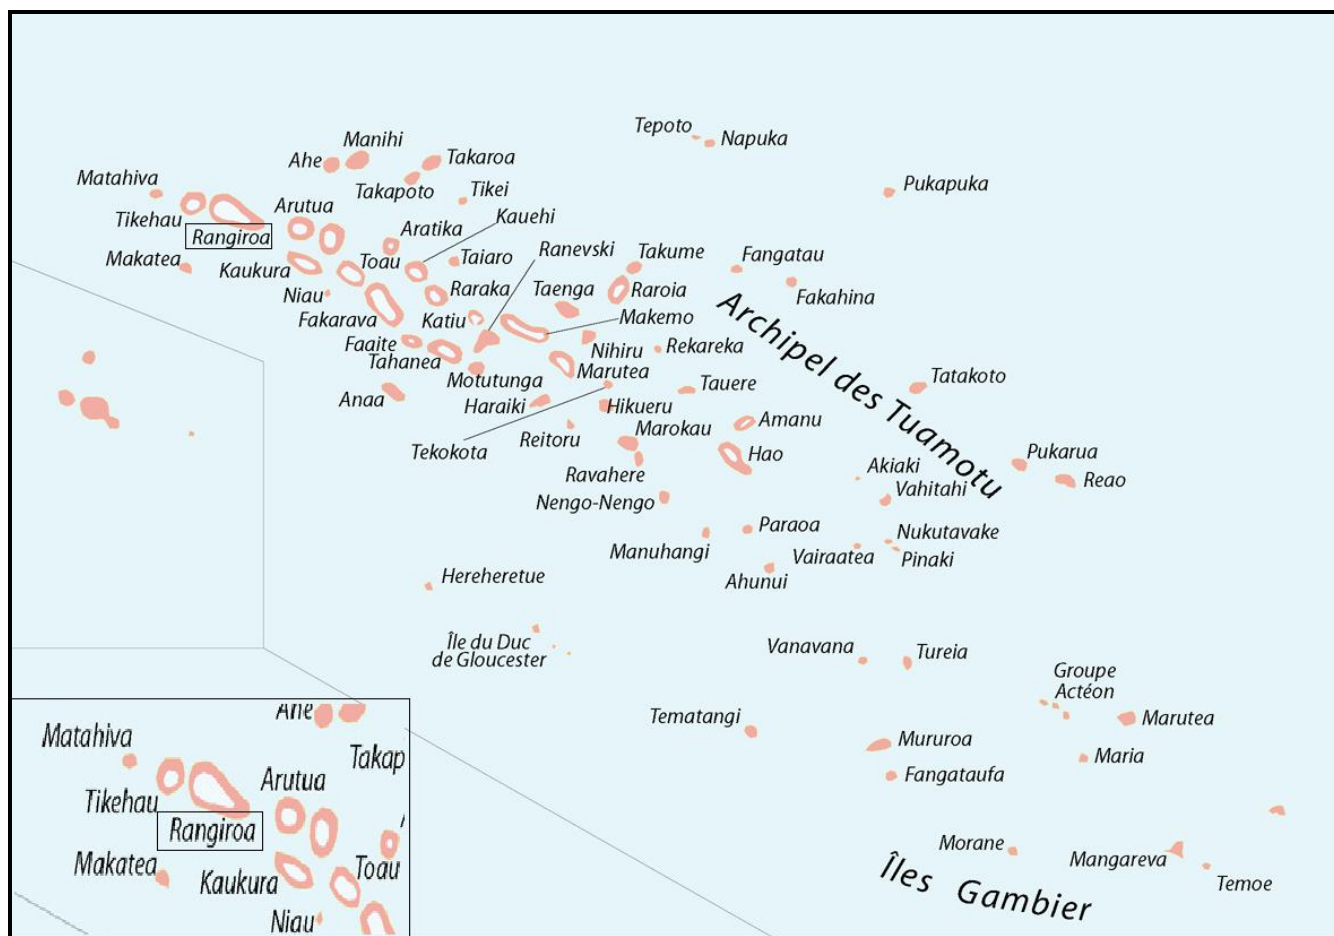 Tepoto
Napuka
Manihi
Ahe
Takaroa
Matahiva
Takapoto
Tikei
Pukapuka
Tikehau
Arutua
Kauehi
Rangiroa
Aratika
Ranevski
Makatea
Kaukura
Toau
Taiaro
Takume
Fangatau
Niau
Raraka
Taenga
Raroia
Fakahina
Fakarava
Katiu
Makemo
Archipel des Tuamotu
Faaite
Nihiru
Rekareka
Tahanea
Marutea
Motutunga
Tauere
Tatakoto
Anaa
Haraiki
Hikueru
Amanu
Reitoru
Marokau
Tekokota
Hao
Pukarua
Ravahere
Akiaki
Reao
Vahitahi
Nengo-Nengo
Paraoa
Nukutavake
Manuhangi
Vairaatea
Pinaki
Ahunui
Hereheretue
Île du Duc
de Gloucester
Vanavana
Tureia
Groupe
Actéon
Tematangi
Marutea
Mururoa
Maria
Fangataufa
Morane
Mangareva
Temoe
Îles Gambier
Ahe
Matahiva
Takap
Arutua
Tikehau
Rangiroa
Makatea
Toau
Kaukura
Niau